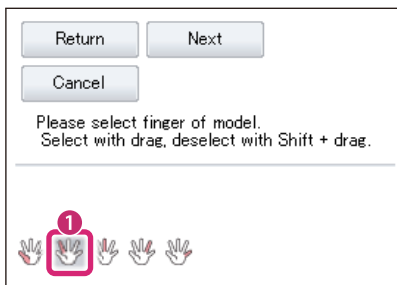 Return Next
Cancel
Please select finger of model.
Select with drag, deselect with Shift + drag.
1